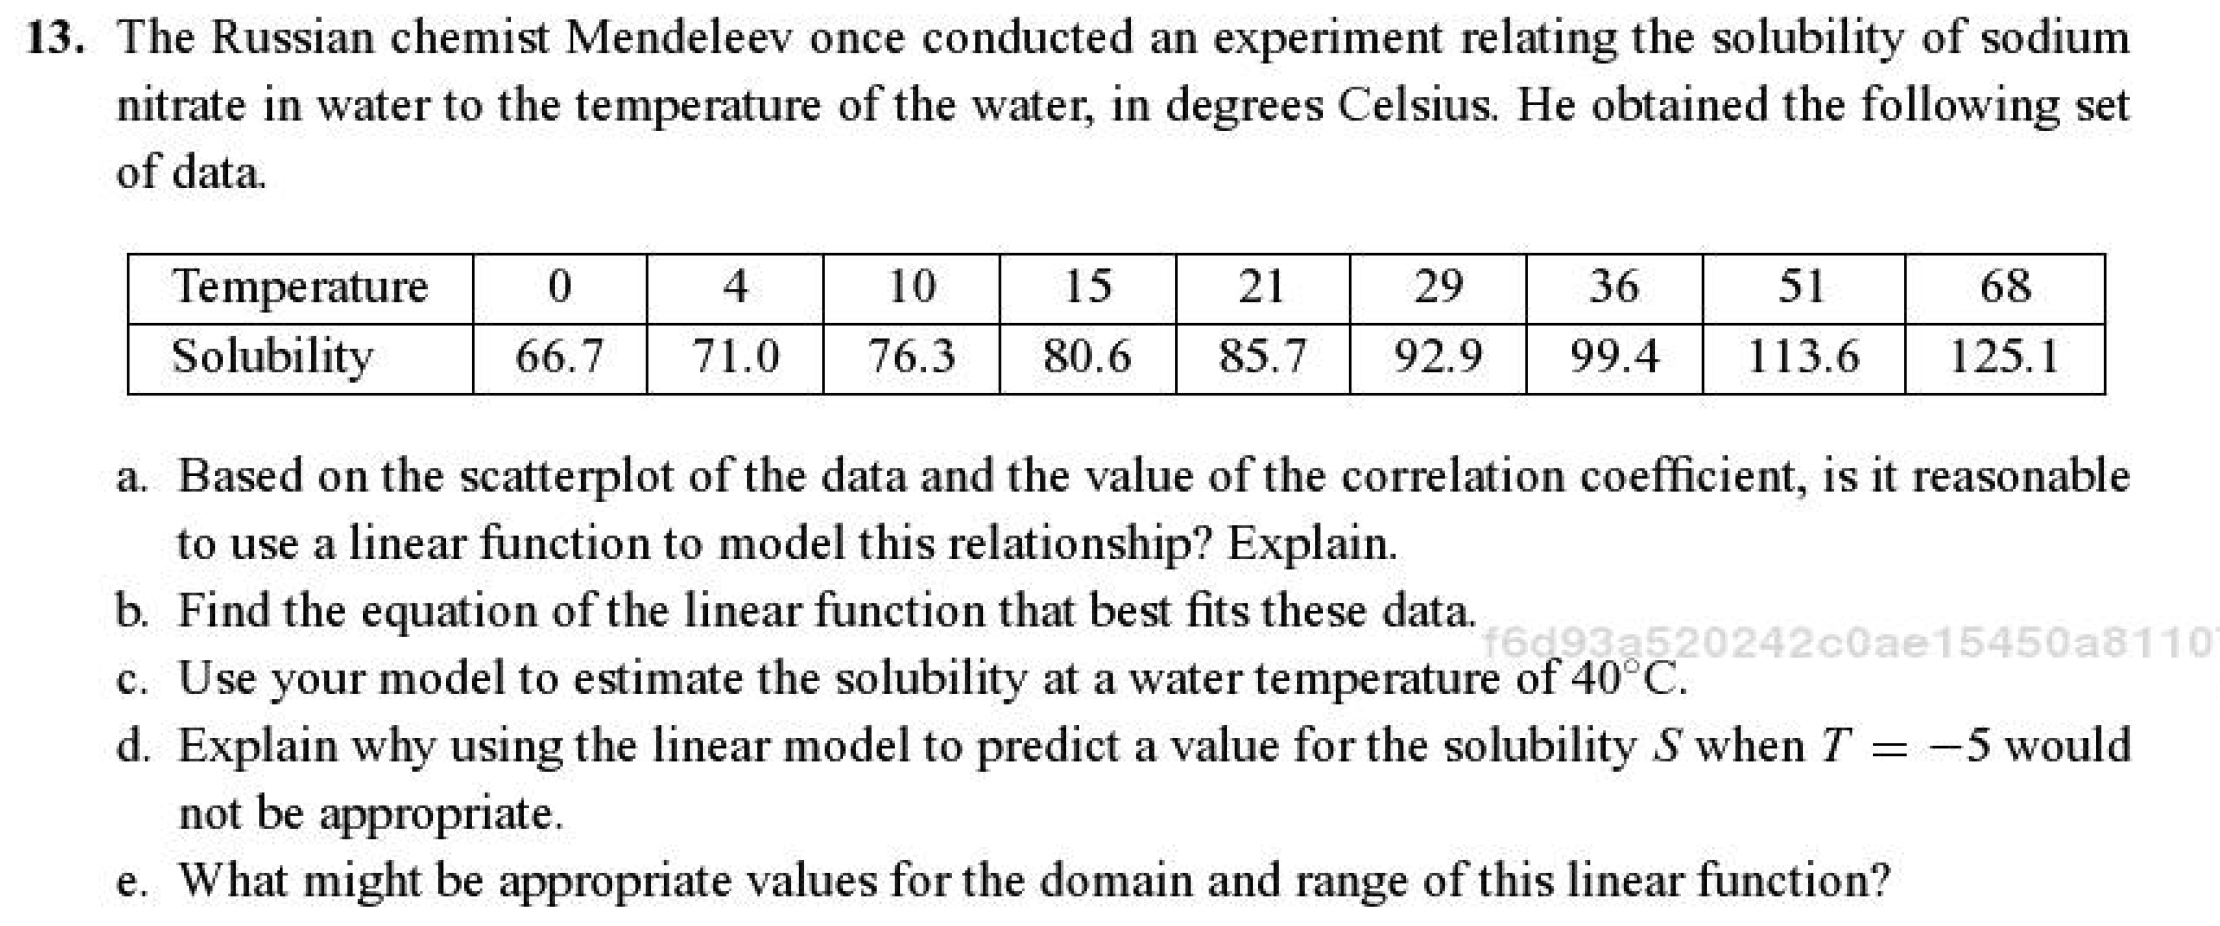 13. The Russian chemist Mendeleev once conducted an experiment relating the solubility of sodium
nitrate in water to the temperature of the water, in degrees Celsius. He obtained the following set
of data.
Temperature 0 4 10 15 21 29 36 51 68
Solubility 66.7 71.0 76.3 80.6 85.7 92.9 99.4 113.6 125.1
a. Based on the scatterplot of the data and the value of the correlation coefficient, is it reasonable
to use a linear function to model this relationship? Explain.
b. Find the equation of the linear function that best fits these data.
f6d93a520242c0ae15450a8110
c. Use your model to estimate the solubility at a water temperature of 40°C.
d. Explain why using the linear model to predict a value for the solubility S when T = −5 would
not be appropriate.
e. What might be appropriate values for the domain and range of this linear function?